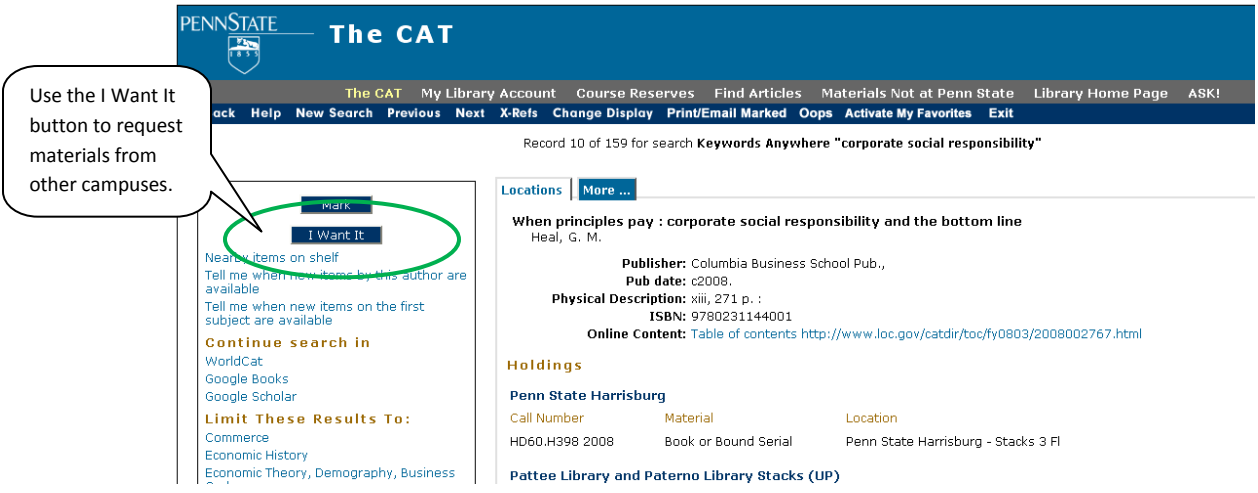 PENNSTATE
1855
The CAT
Use the I Want It
button to request
materials from
other campuses.
The CAT My Library Account Course Reserves Find Articles Materials Not at Penn State Library Home Page ASK!
ack Help New Search Previous Next X-Refs Change Display Print/Email Marked Oops Activate My Favorites Exit
Record 10 of 159 for search Keywords Anywhere "corporate social responsibility"
Mark
I Want It
Nearby items on shelf
Tell me when new items by this author are
available
Tell me when new items on the first
subject are available
Continue search in
WorldCat
Google Books
Google Scholar
Limit These Results To:
Commerce
Economic History
Economic Theory, Demography, Business
Locations More ...
When principles pay : corporate social responsibility and the bottom line
Heal, G. M.
Publisher: Columbia Business School Pub.,
Pub date: c2008.
Physical Description: xiii, 271 p. :
ISBN: 9780231144001
Online Content: Table of contents http://www.loc.gov/catdir/toc/fy0803/2008002767.html
Holdings
Penn State Harrisburg
Call Number Material Location
HD60.H398 2008 Book or Bound Serial Penn State Harrisburg - Stacks 3 Fl
Pattee Library and Paterno Library Stacks (UP)